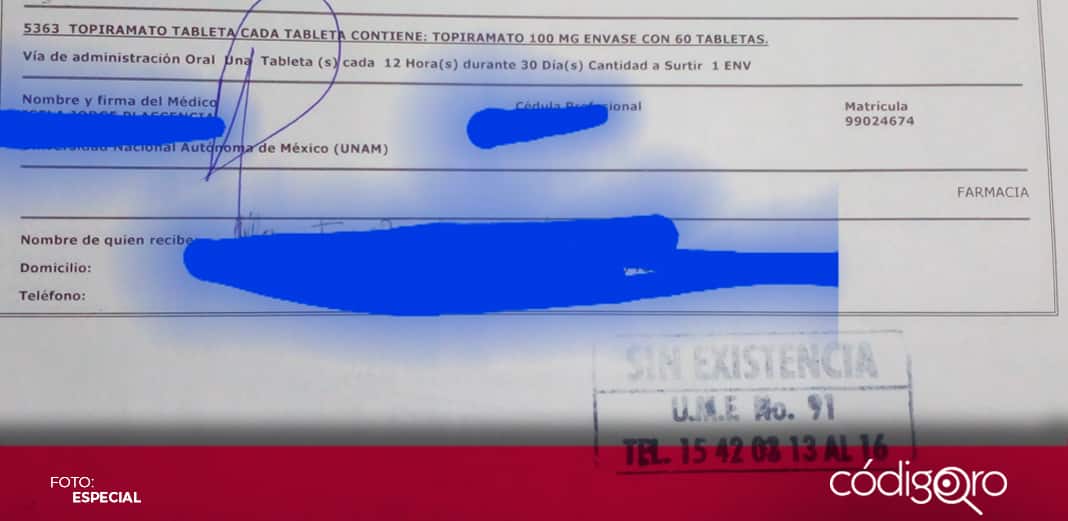 5363 TOPIRAMATO TABLETA CADA TABLETA CONTIENE: TOPIRAMATO 100 MG ENVASE CON 60 TABLETAS.
Vía de administración Oral Una Tableta (s) cada 12 Hora(s) durante 30 Día(s) Cantidad a Surtir 1 ENV
Nombre y firma del Médico Cédula Profesional Matrícula
99024674
Universidad Nacional Autónoma de México (UNAM)
FARMACIA
Nombre de quien recibe
Domicilio:
Teléfono:
SIN EXISTENCIA
U.M.E No. 91
TEL. 15 42 03 13 AL 16
FOTO:
ESPECIAL
códigoqro